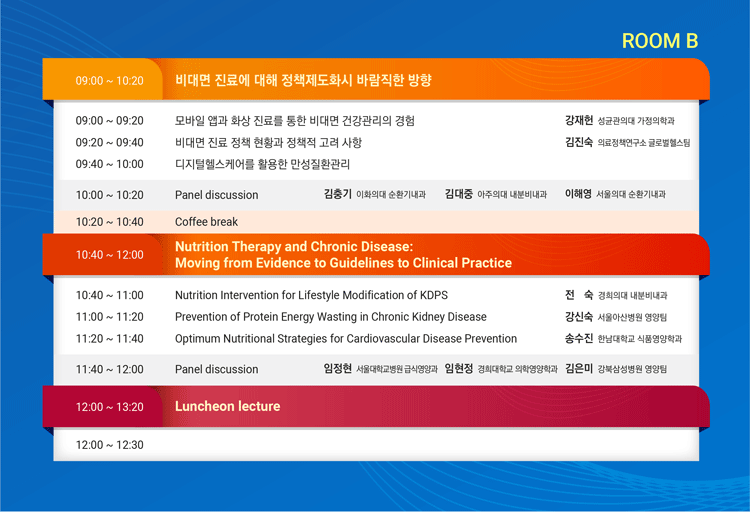 ROOM B
09:00 ~ 10:20 비대면 진료에 대해 정책제도화시 바람직한 방향
09:00 ~ 09:20 모바일 앱과 화상 진료를 통한 비대면 건강관리의 경험 강재헌 성균관의대 가정의학과
09:20 ~ 09:40 비대면 진료 정책 현황과 정책적 고려 사항 김진숙 의료정책연구소 글로벌헬스팀
09:40 ~ 10:00 디지털헬스케어를 활용한 만성질환관리
10:00 ~ 10:20 Panel discussion 김충기 이화의대 순환기내과 김대중 아주의대 내분비내과 이해영 서울의대 순환기내과
10:20 ~ 10:40 Coffee break
10:40 ~ 12:00 Nutrition Therapy and Chronic Disease:
Moving from Evidence to Guidelines to Clinical Practice
10:40 ~ 11:00 Nutrition Intervention for Lifestyle Modification of KDPS 전 숙 경희의대 내분비내과
11:00 ~ 11:20 Prevention of Protein Energy Wasting in Chronic Kidney Disease 강신숙 서울아산병원 영양팀
11:20 ~ 11:40 Optimum Nutritional Strategies for Cardiovascular Disease Prevention 송수진 한남대학교 식품영양학과
11:40 ~ 12:00 Panel discussion 임정현 서울대학교병원 급식영양과 임현정 경희대학교 의학영양학과 김은미 강북삼성병원 영양팀
12:00 ~ 13:20 Luncheon lecture
12:00 ~ 12:30